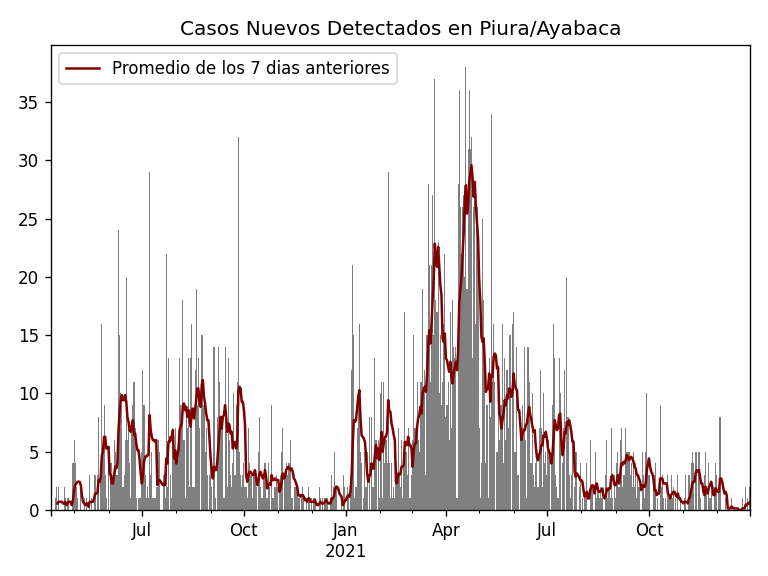 Casos Nuevos Detectados en Piura/Ayabaca
Promedio de los 7 dias anteriores
35
30
25
20
15
10
5
0
Jul
Oct
Jan
2021
Apr
Jul
Oct